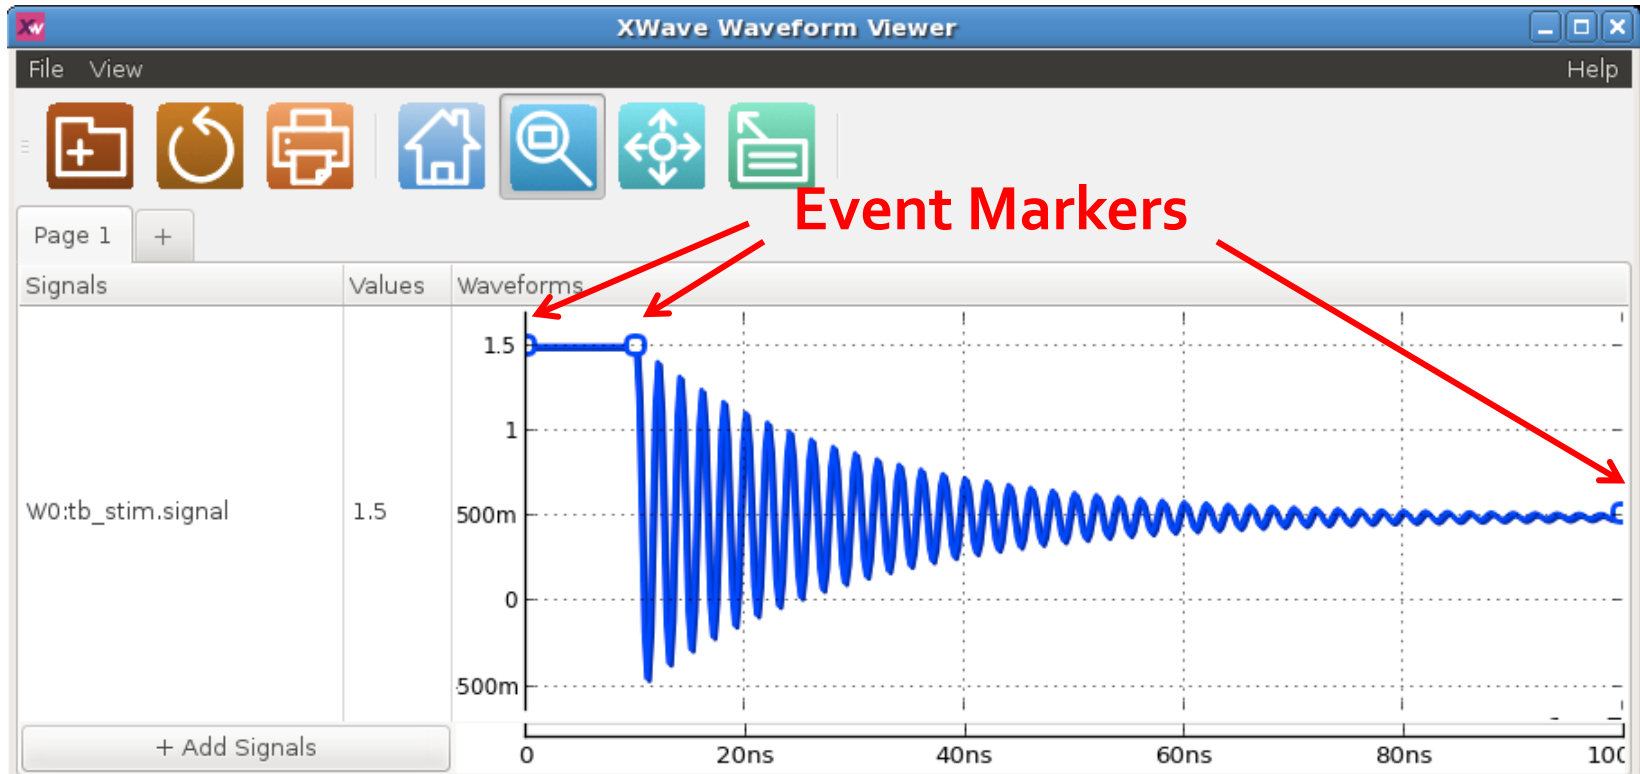 XWave Waveform Viewer
File View Help
Event Markers
Page 1 +
Signals Values Waveforms
1.5
1
W0:tb_stim.signal 1.5 500m
0
-500m
+ Add Signals
0 20ns 40ns 60ns 80ns 100